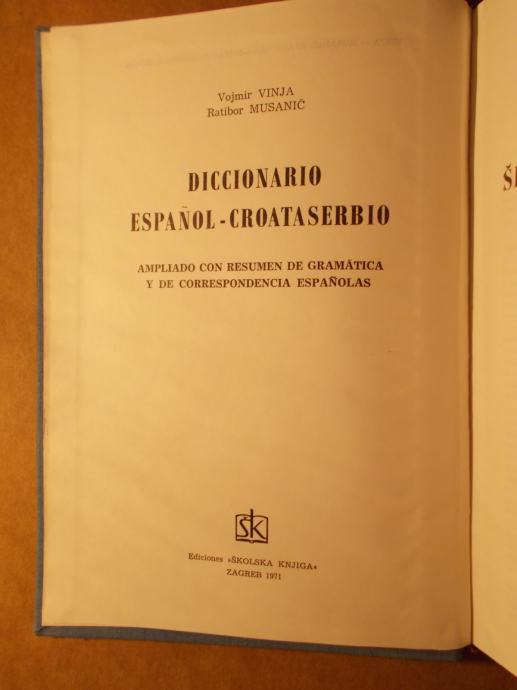 Vojmir VINJA
Ratibor MUSANIĆ
DICCIONARIO
ESPAÑOL-CROATASERBIO
AMPLIADO CON RESUMEN DE GRAMÁTICA
Y DE CORRESPONDENCIA ESPAÑOLAS
ŠK
Ediciones »ŠKOLSKA KNJIGA«
ZAGREB 1971